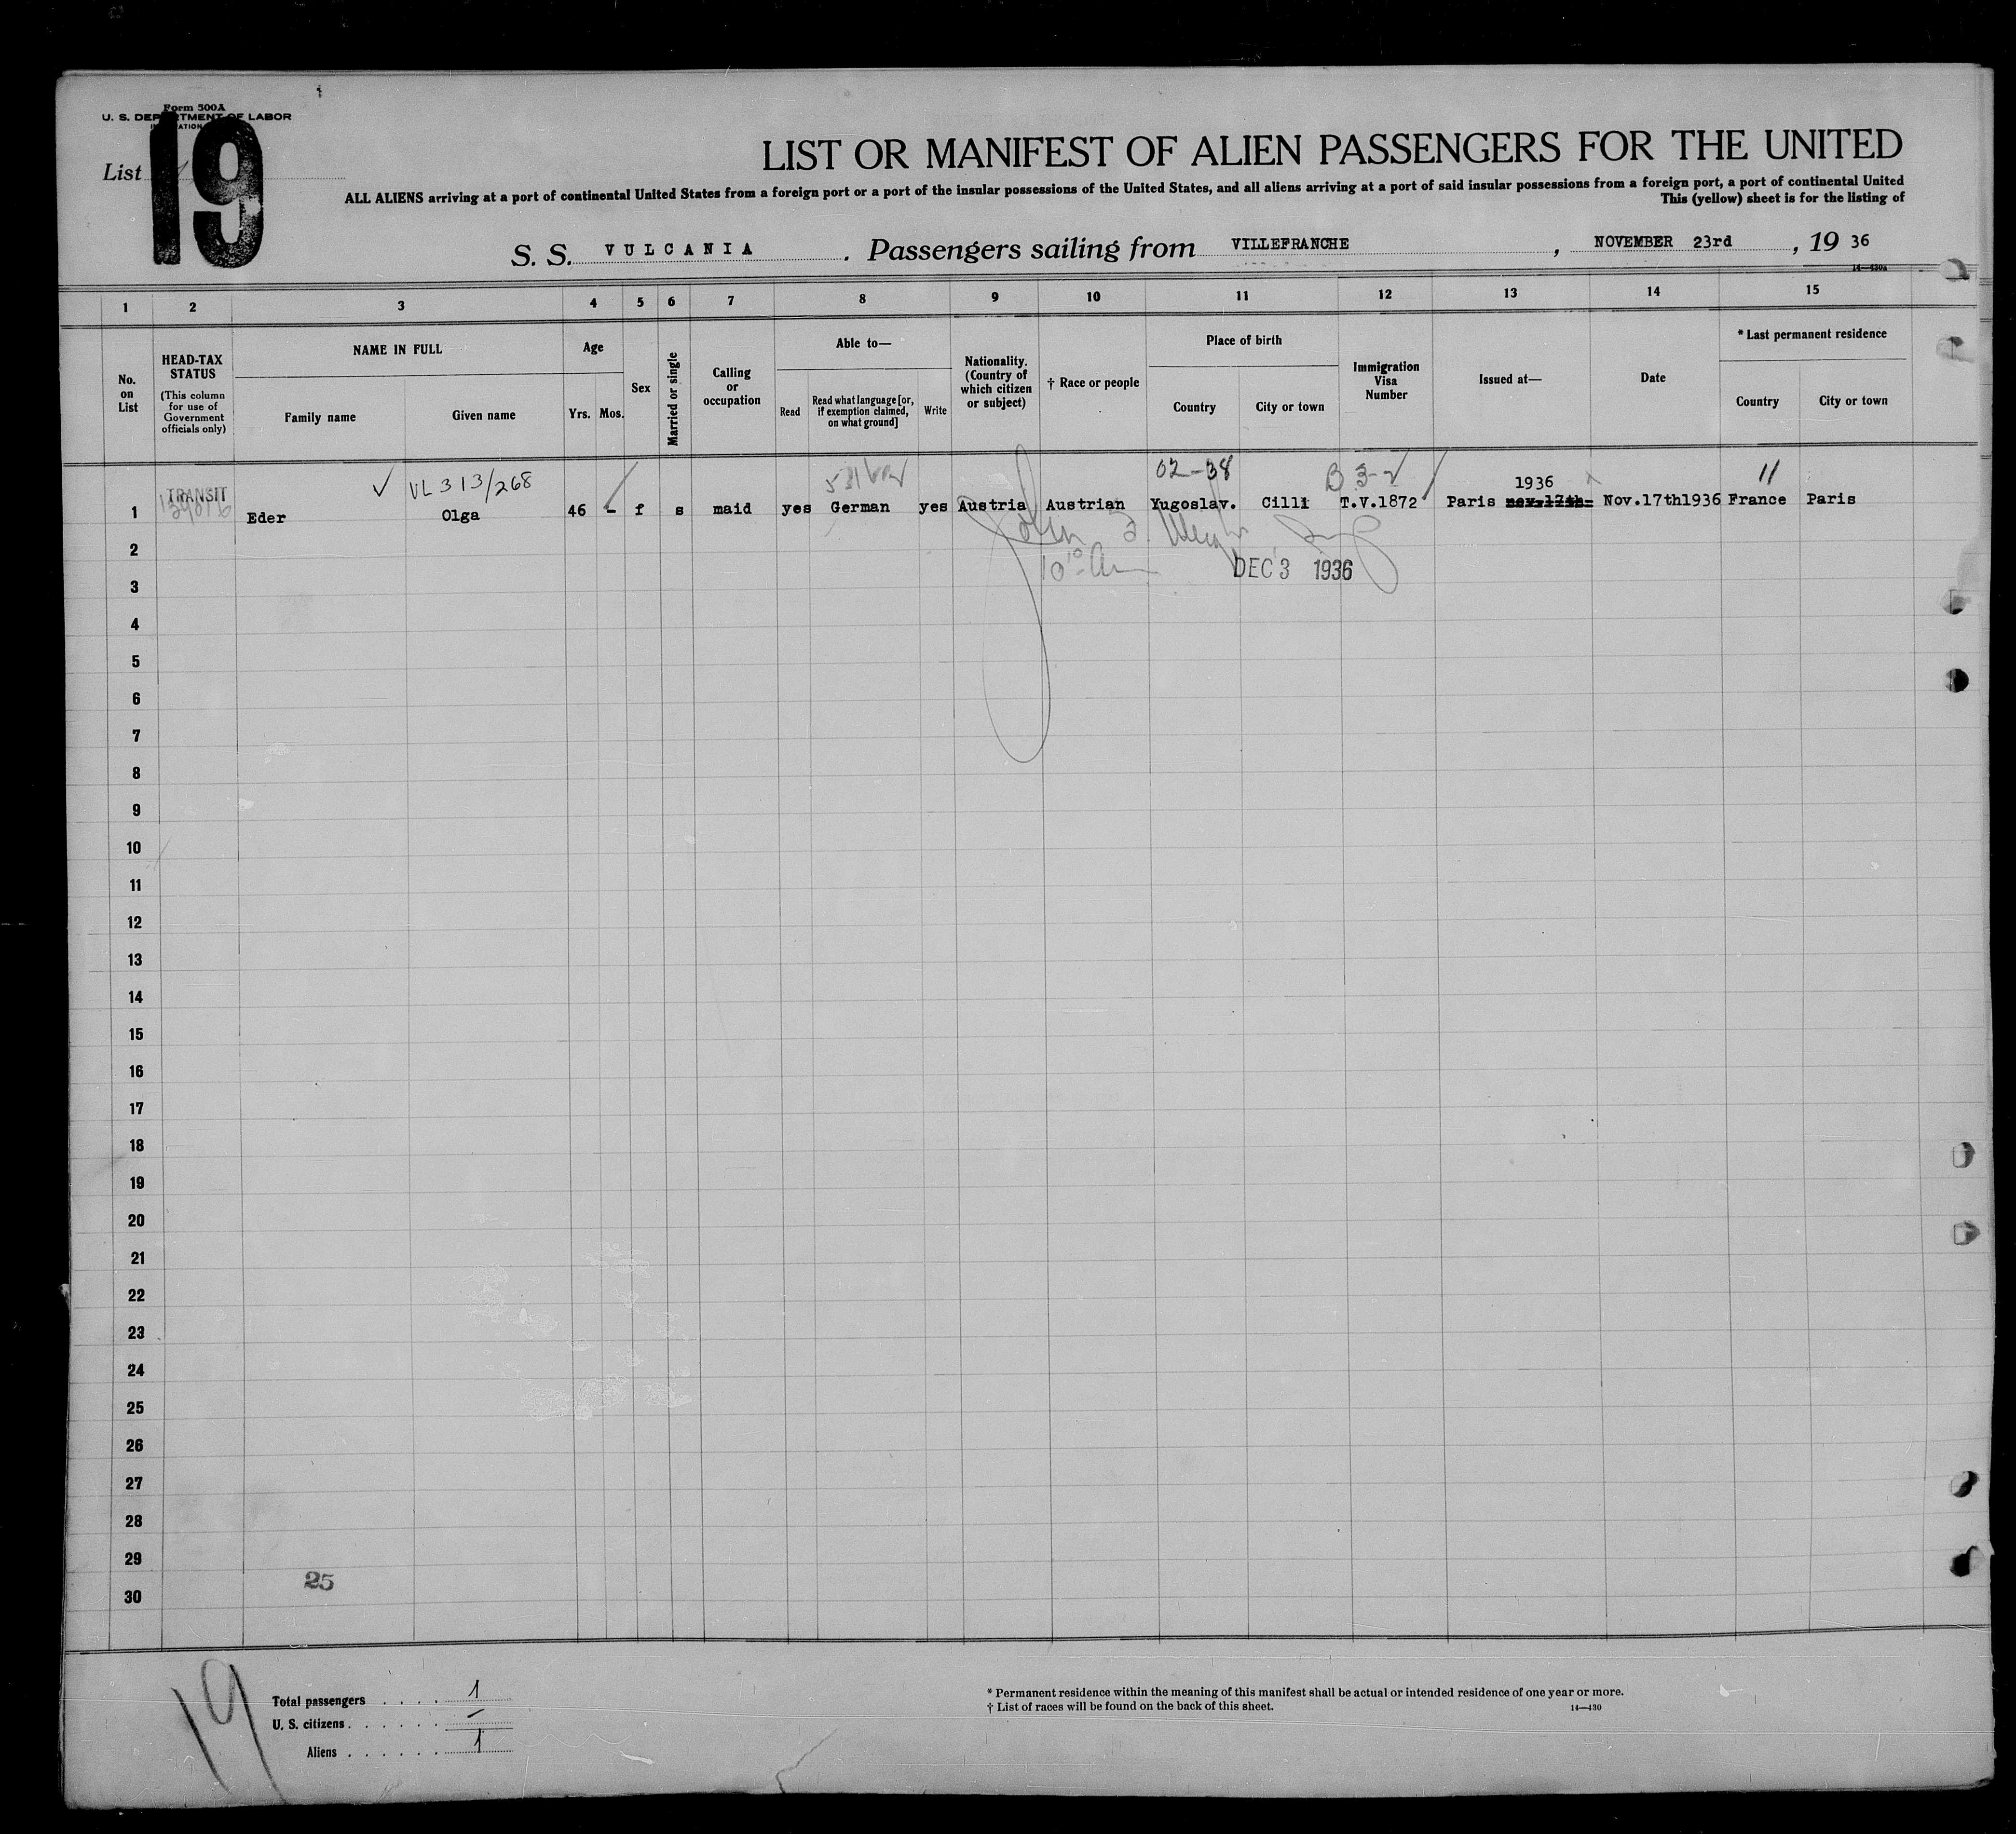 Form 500A
U. S. DEPARTMENT OF LABOR
List
19
LIST OR MANIFEST OF ALIEN PASSENGERS FOR THE UNITED
ALL ALIENS arriving at a port of continental United States from a foreign port or a port of the insular possessions of the United States, and all aliens arriving at a port of said insular possessions from a foreign port, a port of continental United
This (yellow) sheet is for the listing of
S. S. VULCANIA. Passengers sailing from VILLEFRANCHE, NOVEMBER 23rd, 19 36
14—430a
1 2 3 4 5 6 7 8 9 10 11 12 13 14 15
No. on List
HEAD-TAX STATUS
(This column for use of Government officials only)
NAME IN FULL
Family name Given name
Age
Yrs. Mos.
Sex
Married or single
Calling or occupation
Able to—
Read
Read what language [or, if exemption claimed, on what ground]
Write
Nationality. (Country of which citizen or subject)
† Race or people
Place of birth
Country City or town
Immigration Visa Number
Issued at—
Date
* Last permanent residence
Country City or town
VL 313/268
02-38
B 3-2
1936
11
TRANSIT
1 Eder Olga 46 - f s maid yes German yes Austria Austrian Yugoslav. Cilli T.V.1872 Paris nov.17th= Nov.17th1936 France Paris
2
DEC 3 1936
3
4
5
6
7
8
9
10
11
12
13
14
15
16
17
18
19
20
21
22
23
24
25
26
27
28
29
25
30
19
Total passengers . . . . 1
U. S. citizens . . . . . . -
Aliens . . . . . . 1
* Permanent residence within the meaning of this manifest shall be actual or intended residence of one year or more.
† List of races will be found on the back of this sheet.
14—430